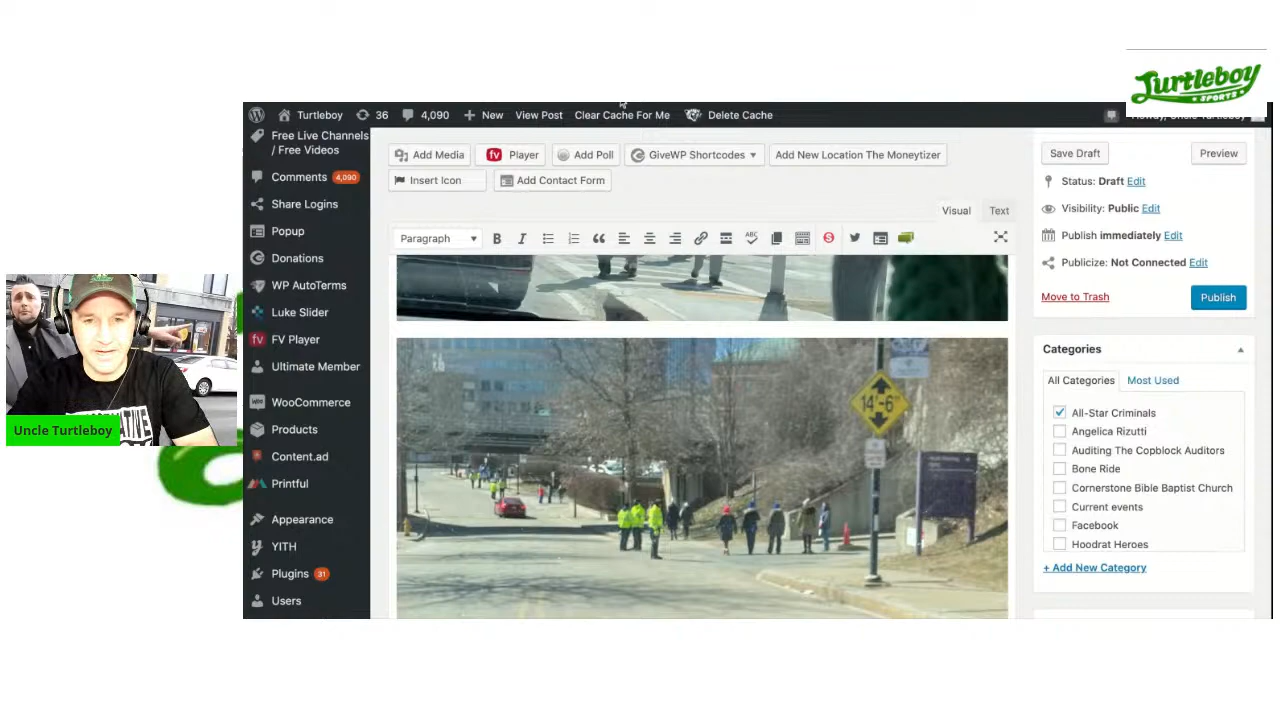 Turtleboy
SPORTS
Turtleboy 36 4,090 New View Post Clear Cache For Me Delete Cache
Free Live Channels
/ Free Videos
Comments 4,090
Share Logins
Popup
Donations
WP AutoTerms
Luke Slider
FV Player
Ultimate Member
WooCommerce
Products
Content.ad
Printful
Appearance
YITH
Plugins 31
Users
Add Media fv Player Add Poll GiveWP Shortcodes Add New Location The Moneytizer
Insert Icon Add Contact Form
Visual Text
Paragraph B I ABC
14'-6"
Save Draft Preview
Status: Draft Edit
Visibility: Public Edit
Publish immediately Edit
Publicize: Not Connected Edit
Move to Trash Publish
Categories
All Categories Most Used
All-Star Criminals
Angelica Rizutti
Auditing The Copblock Auditors
Bone Ride
Cornerstone Bible Baptist Church
Current events
Facebook
Hoodrat Heroes
+ Add New Category
Uncle Turtleboy